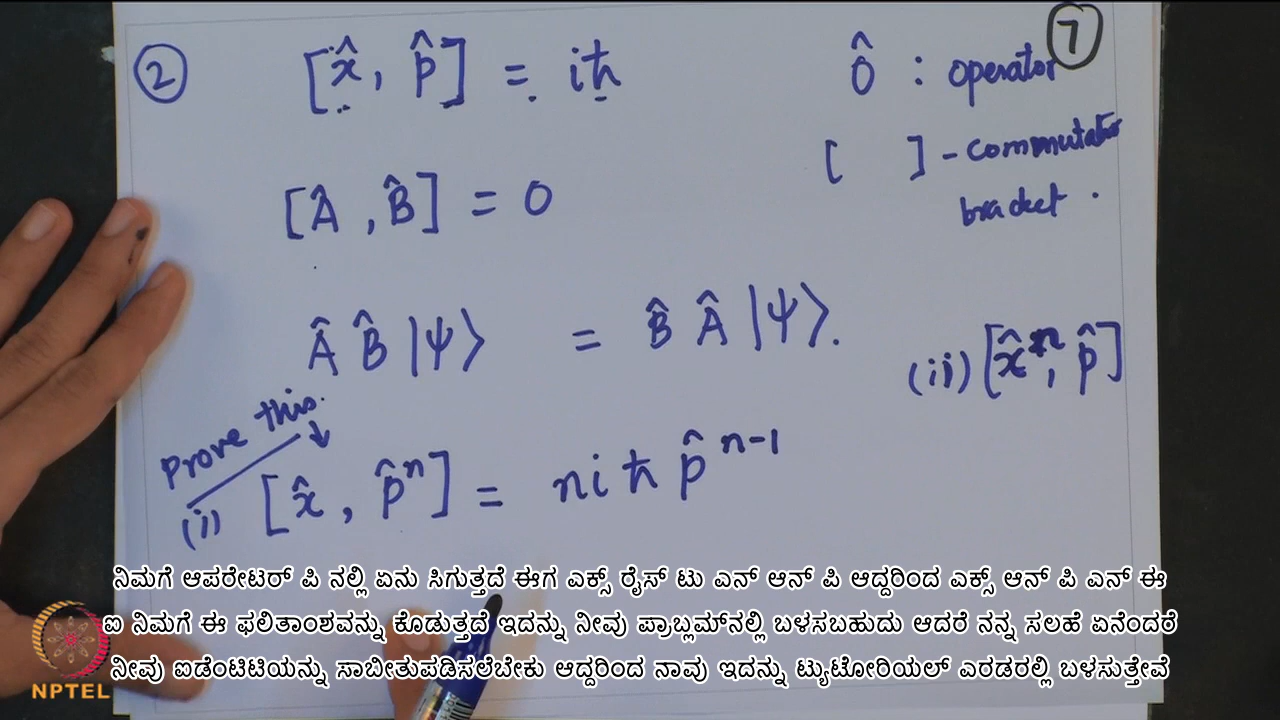 ② [x̂, p̂] = iħ
Ô : operator
⑦
[ ] - commutator
bracket.
[Â, B̂] = 0
Â B̂ |ψ⟩ = B̂ Â |ψ⟩.
(ii) [x̂ⁿ, p̂]
Prove this.
(i) [x̂, p̂ⁿ] = niħ p̂ⁿ⁻¹
ನಿಮಗೆ ಆಪರೇಟರ್ ಪಿ ನಲ್ಲಿ ಏನು ಸಿಗುತ್ತದೆ ಈಗ ಎಕ್ಸ್ ರೈಸ್ ಟು ಎನ್ ಆನ್ ಪಿ ಆದ್ದರಿಂದ ಎಕ್ಸ್ ಆನ್ ಪಿ ಎನ್ ಈ
ಐ ನಿಮಗೆ ಈ ಫಲಿತಾಂಶವನ್ನು ಕೊಡುತ್ತದೆ ಇದನ್ನು ನೀವು ಪ್ರಾಬ್ಲಮ್‌ನಲ್ಲಿ ಬಳಸಬಹುದು ಆದರೆ ನನ್ನ ಸಲಹೆ ಏನೆಂದರೆ
ನೀವು ಐಡೆಂಟಿಟಿಯನ್ನು ಸಾಬೀತುಪಡಿಸಲೆಬೇಕು ಆದ್ದರಿಂದ ನಾವು ಇದನ್ನು ಟ್ಯುಟೋರಿಯಲ್ ಎರಡರಲ್ಲಿ ಬಳಸುತ್ತೇವೆ
NPTEL